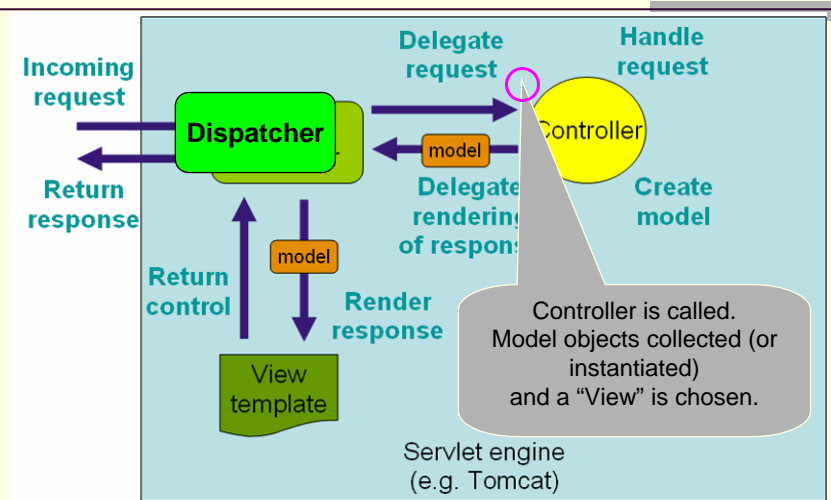 Incoming
request
Delegate
request
Handle
request
Dispatcher
Controller
model
Return
response
Delegate
rendering
of respons
Create
model
model
Return
control
Render
response
Controller is called.
Model objects collected (or
instantiated)
and a “View” is chosen.
View
template
Servlet engine
(e.g. Tomcat)